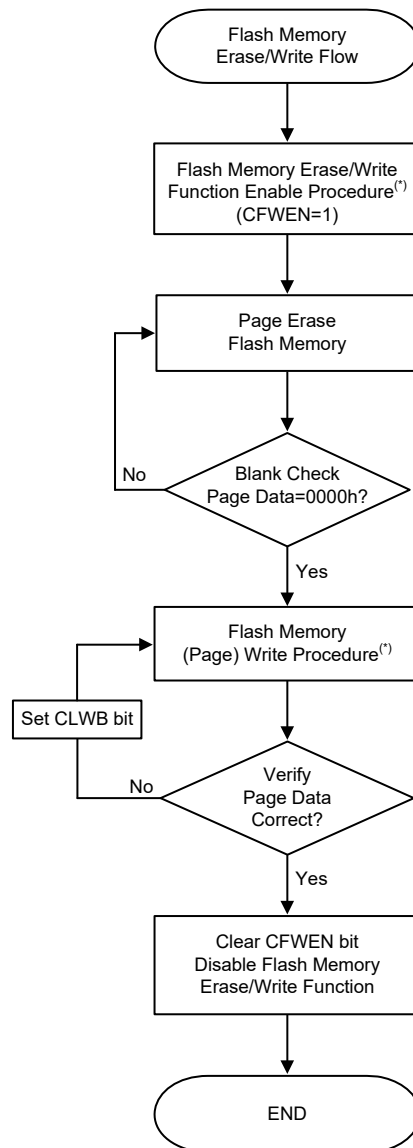 Flash Memory
Erase/Write Flow
Flash Memory Erase/Write
Function Enable Procedure(*)
(CFWEN=1)
Page Erase
Flash Memory
No
Blank Check
Page Data=0000h?
Yes
Flash Memory
(Page) Write Procedure(*)
Set CLWB bit
No
Verify
Page Data
Correct?
Yes
Clear CFWEN bit
Disable Flash Memory
Erase/Write Function
END